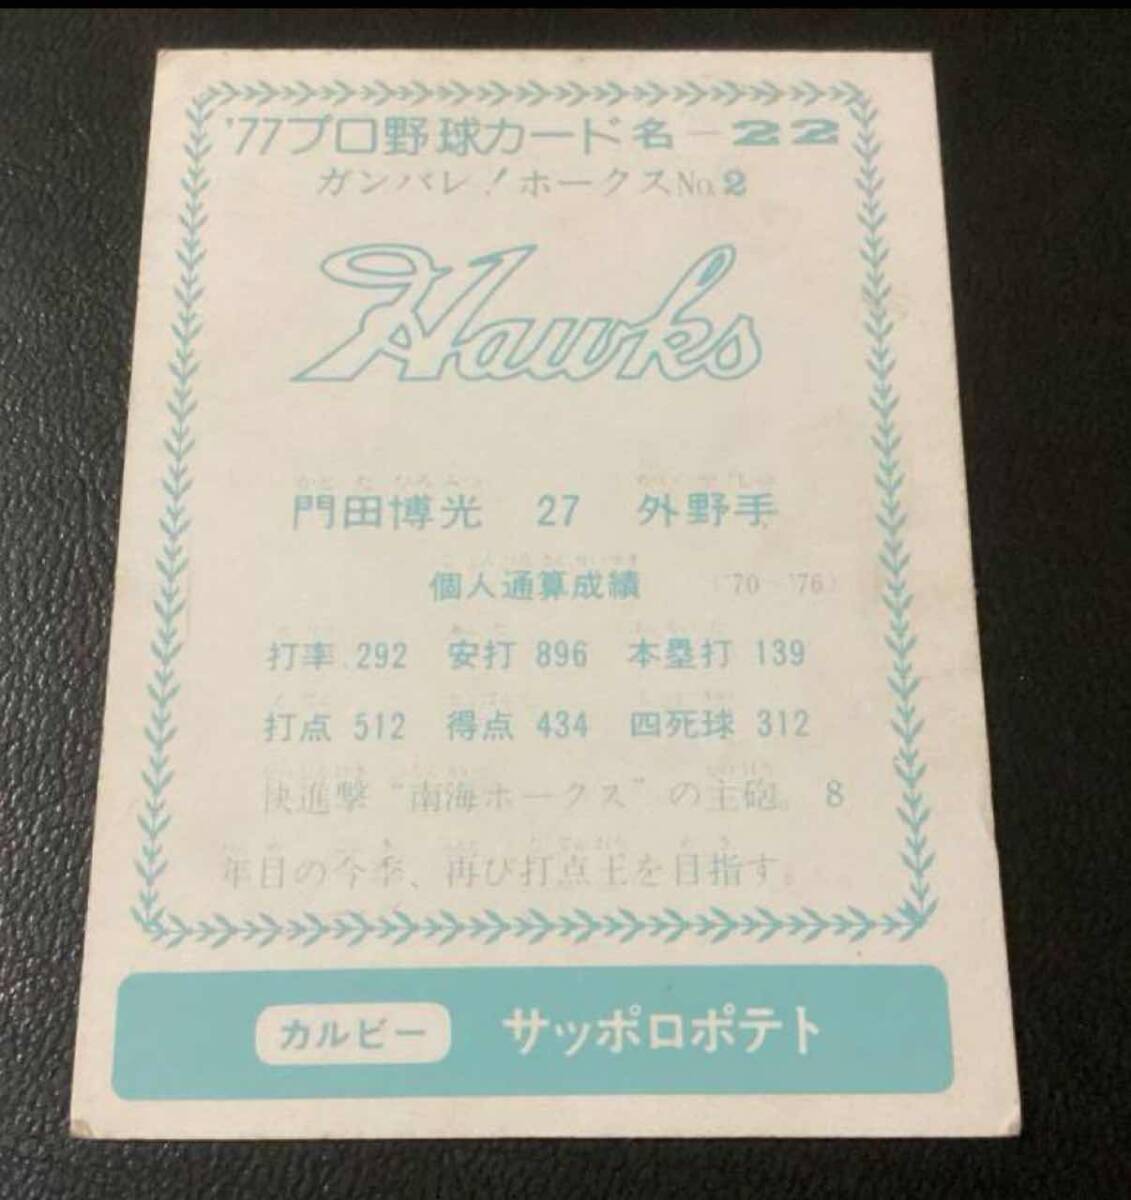 '77プロ野球カード名-22
ガンバレ!ホークスNo.2
Hawks
門田博光 27 外野手
個人通算成績 ('70-'76)
打率 .292 安打 896 本塁打 139
打点 512 得点 434 四死球 312
快進撃“南海ホークス”の主砲。8
年目の今季、再び打点王を目指す。
カルビー サッポロポテト